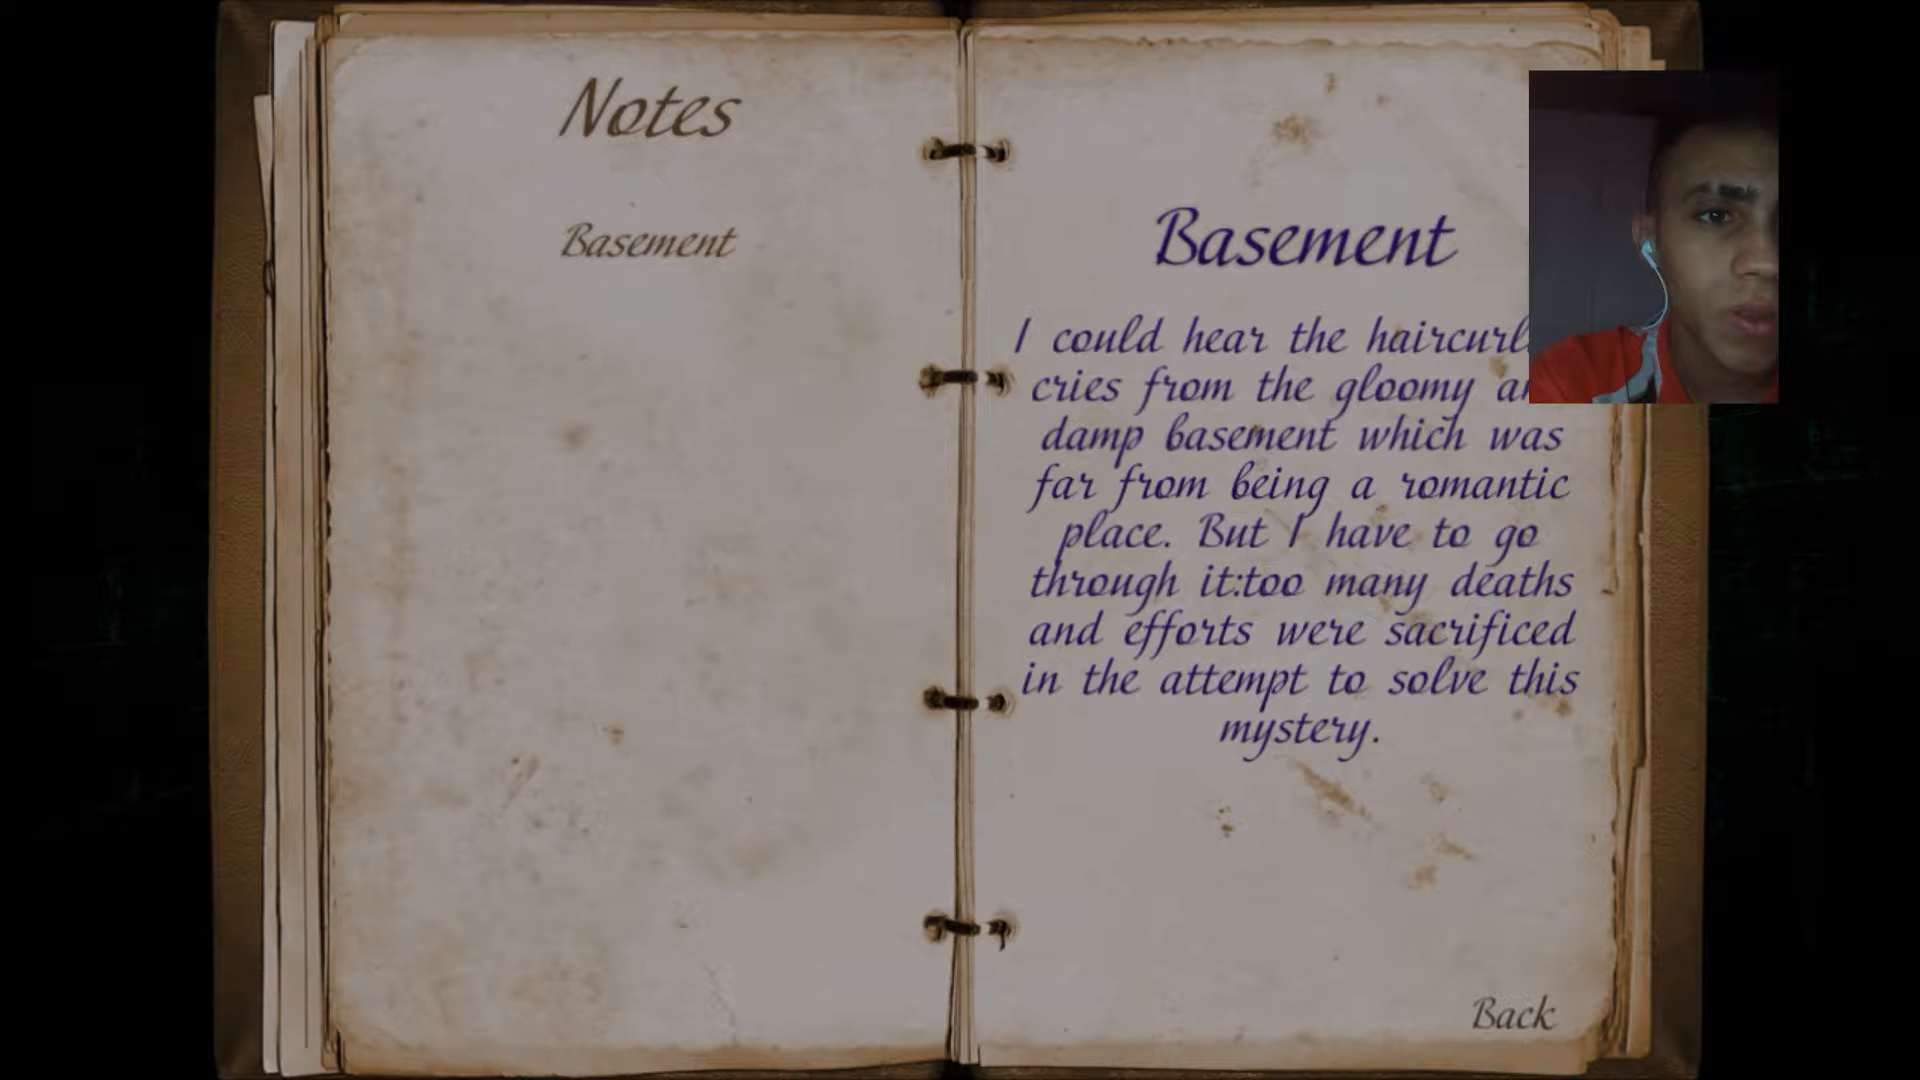 Notes
Basement
Basement
I could hear the
cries from the gloomy
damp basement which was
far from being a romantic
place. But I have to go
through it:too many deaths
and efforts were sacrificed
in the attempt to solve this
mystery.
Back